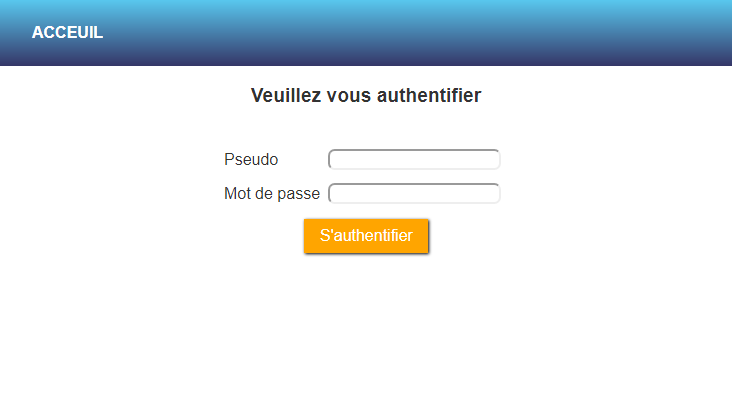 ACCEUIL
Veuillez vous authentifier
Pseudo
Mot de passe
S'authentifier